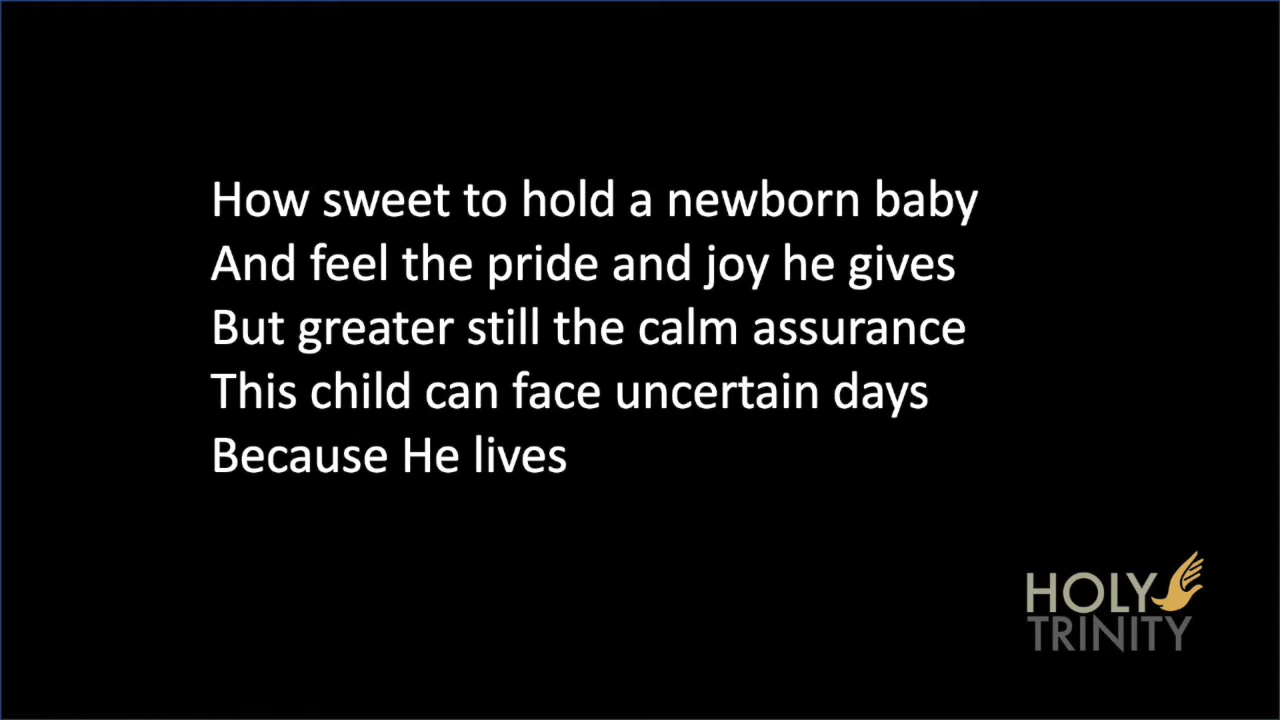 How sweet to hold a newborn baby
And feel the pride and joy he gives
But greater still the calm assurance
This child can face uncertain days
Because He lives
HOLY
TRINITY